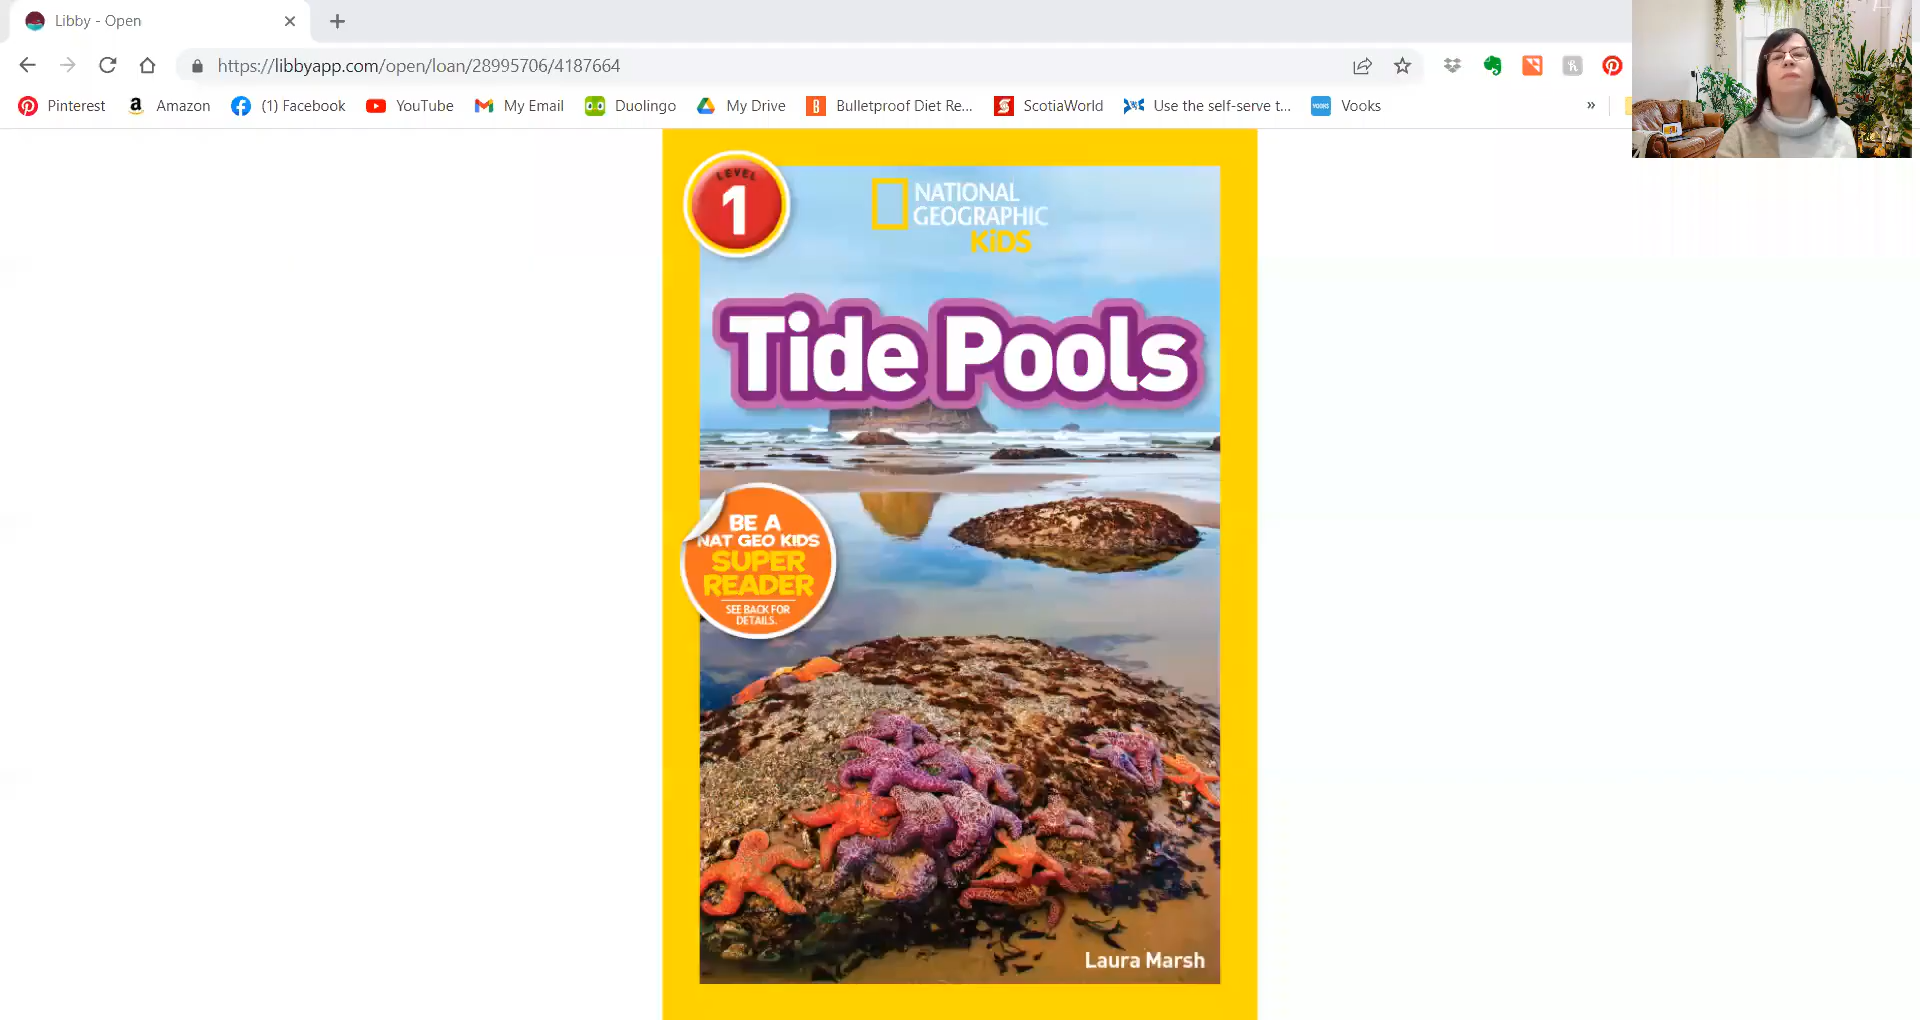 Libby - Open
https://libbyapp.com/open/loan/28995706/4187664
Pinterest
Amazon
(1) Facebook
YouTube
My Email
Duolingo
My Drive
Bulletproof Diet Re...
ScotiaWorld
Use the self-serve t...
Vooks
»
LEVEL
1
NATIONAL
GEOGRAPHIC
KiDS
Tide Pools
BE A
NAT GEO KIDS
SUPER
READER
SEE BACK FOR
DETAILS.
Laura Marsh